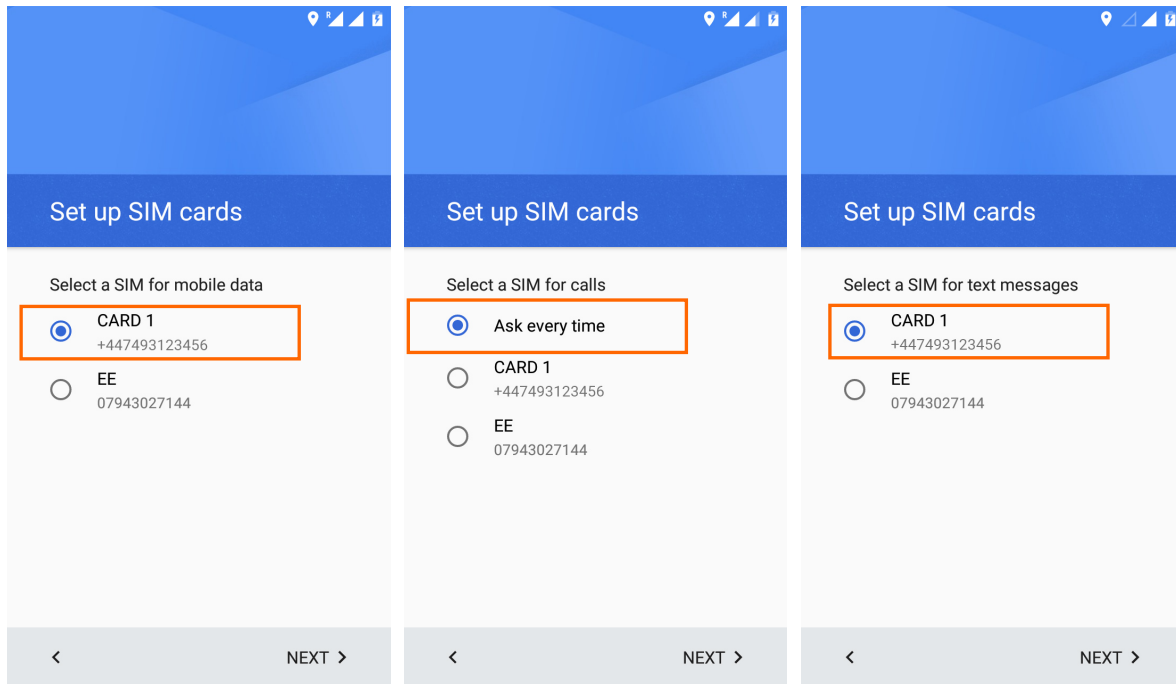 Set up SIM cards
Select a SIM for mobile data
CARD 1
+447493123456
EE
07943027144
NEXT
Set up SIM cards
Select a SIM for calls
Ask every time
CARD 1
+447493123456
EE
07943027144
NEXT
Set up SIM cards
Select a SIM for text messages
CARD 1
+447493123456
EE
07943027144
NEXT